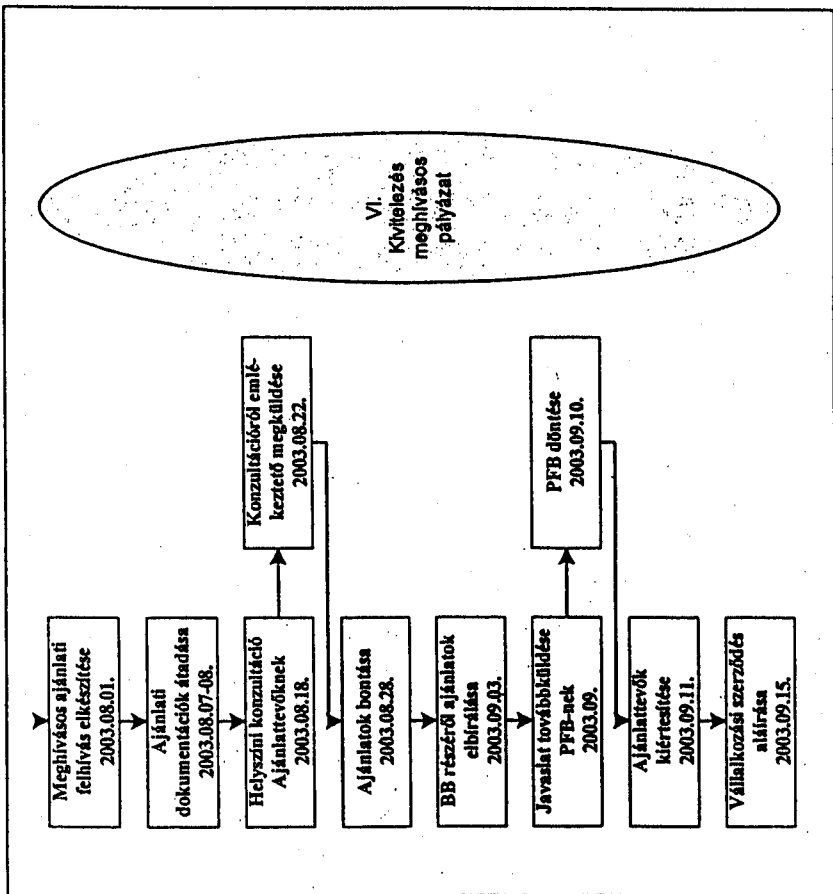 Meghívásos ajánlati
felhívás elkészítése
2003.08.01.
Ajánlati
dokumentációk átadása
2003.08.07-08.
Helyszíni konzultáció
Ajánlattevőknek
2003.08.18.
Konzultációról emlé-
keztető megküldése
2003.08.22.
Ajánlatok bontása
2003.08.28.
BB részéről ajánlatok
elbírálása
2003.09.03.
Javaslat továbbküldése
PFB-nek
2003.09.
PFB döntése
2003.09.10.
Ajánlattevők
kiértesítése
2003.09.11.
Vállalkozási szerződés
aláírása
2003.09.15.
VI.
Kivitelezés
meghívásos
pályázat